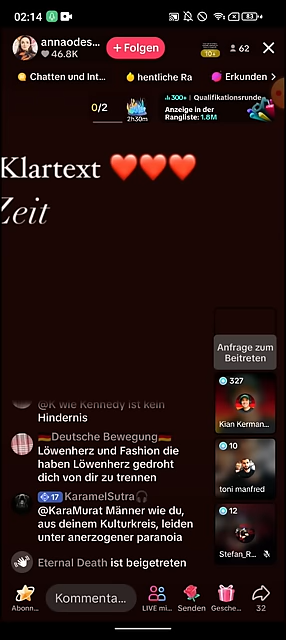 02:14
83
annaodes...
46.8K
+ Folgen
10+
62
Chatten und Int...
hentliche Ra
Erkunden >
0/2
2h30m
300+ | Qualifikationsrunde
Anzeige in der
Rangliste: 1.8M
Klartext ❤️❤️❤️
Zeit
Anfrage zum
Beitreten
327
Kian Kerman...
10
toni manfred
12
Stefan_R...
@K wie Kennedy ist kein
Hindernis
🇩🇪Deutsche Bewegung🇩🇪
Löwenherz und Fashion die
haben Löwenherz gedroht
dich von dir zu trennen
17 KaramelSutra🎧
@KaraMurat Männer wie du,
aus deinem Kulturkreis, leiden
unter anerzogener paranoia
Eternal Death ist beigetreten
Abonn...
Kommenta...
LIVE mi...
Senden
Gesche...
32